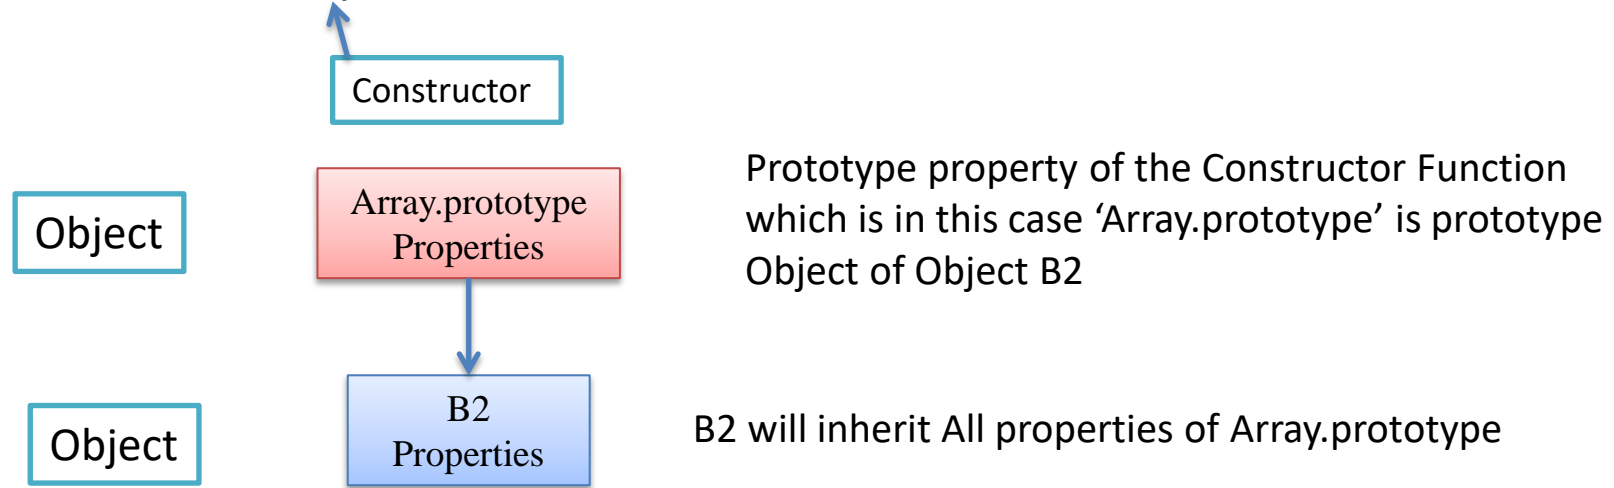 Constructor
Object
Array.prototype
Properties
Prototype property of the Constructor Function
which is in this case ‘Array.prototype’ is prototype
Object of Object B2
Object
B2
Properties
B2 will inherit All properties of Array.prototype